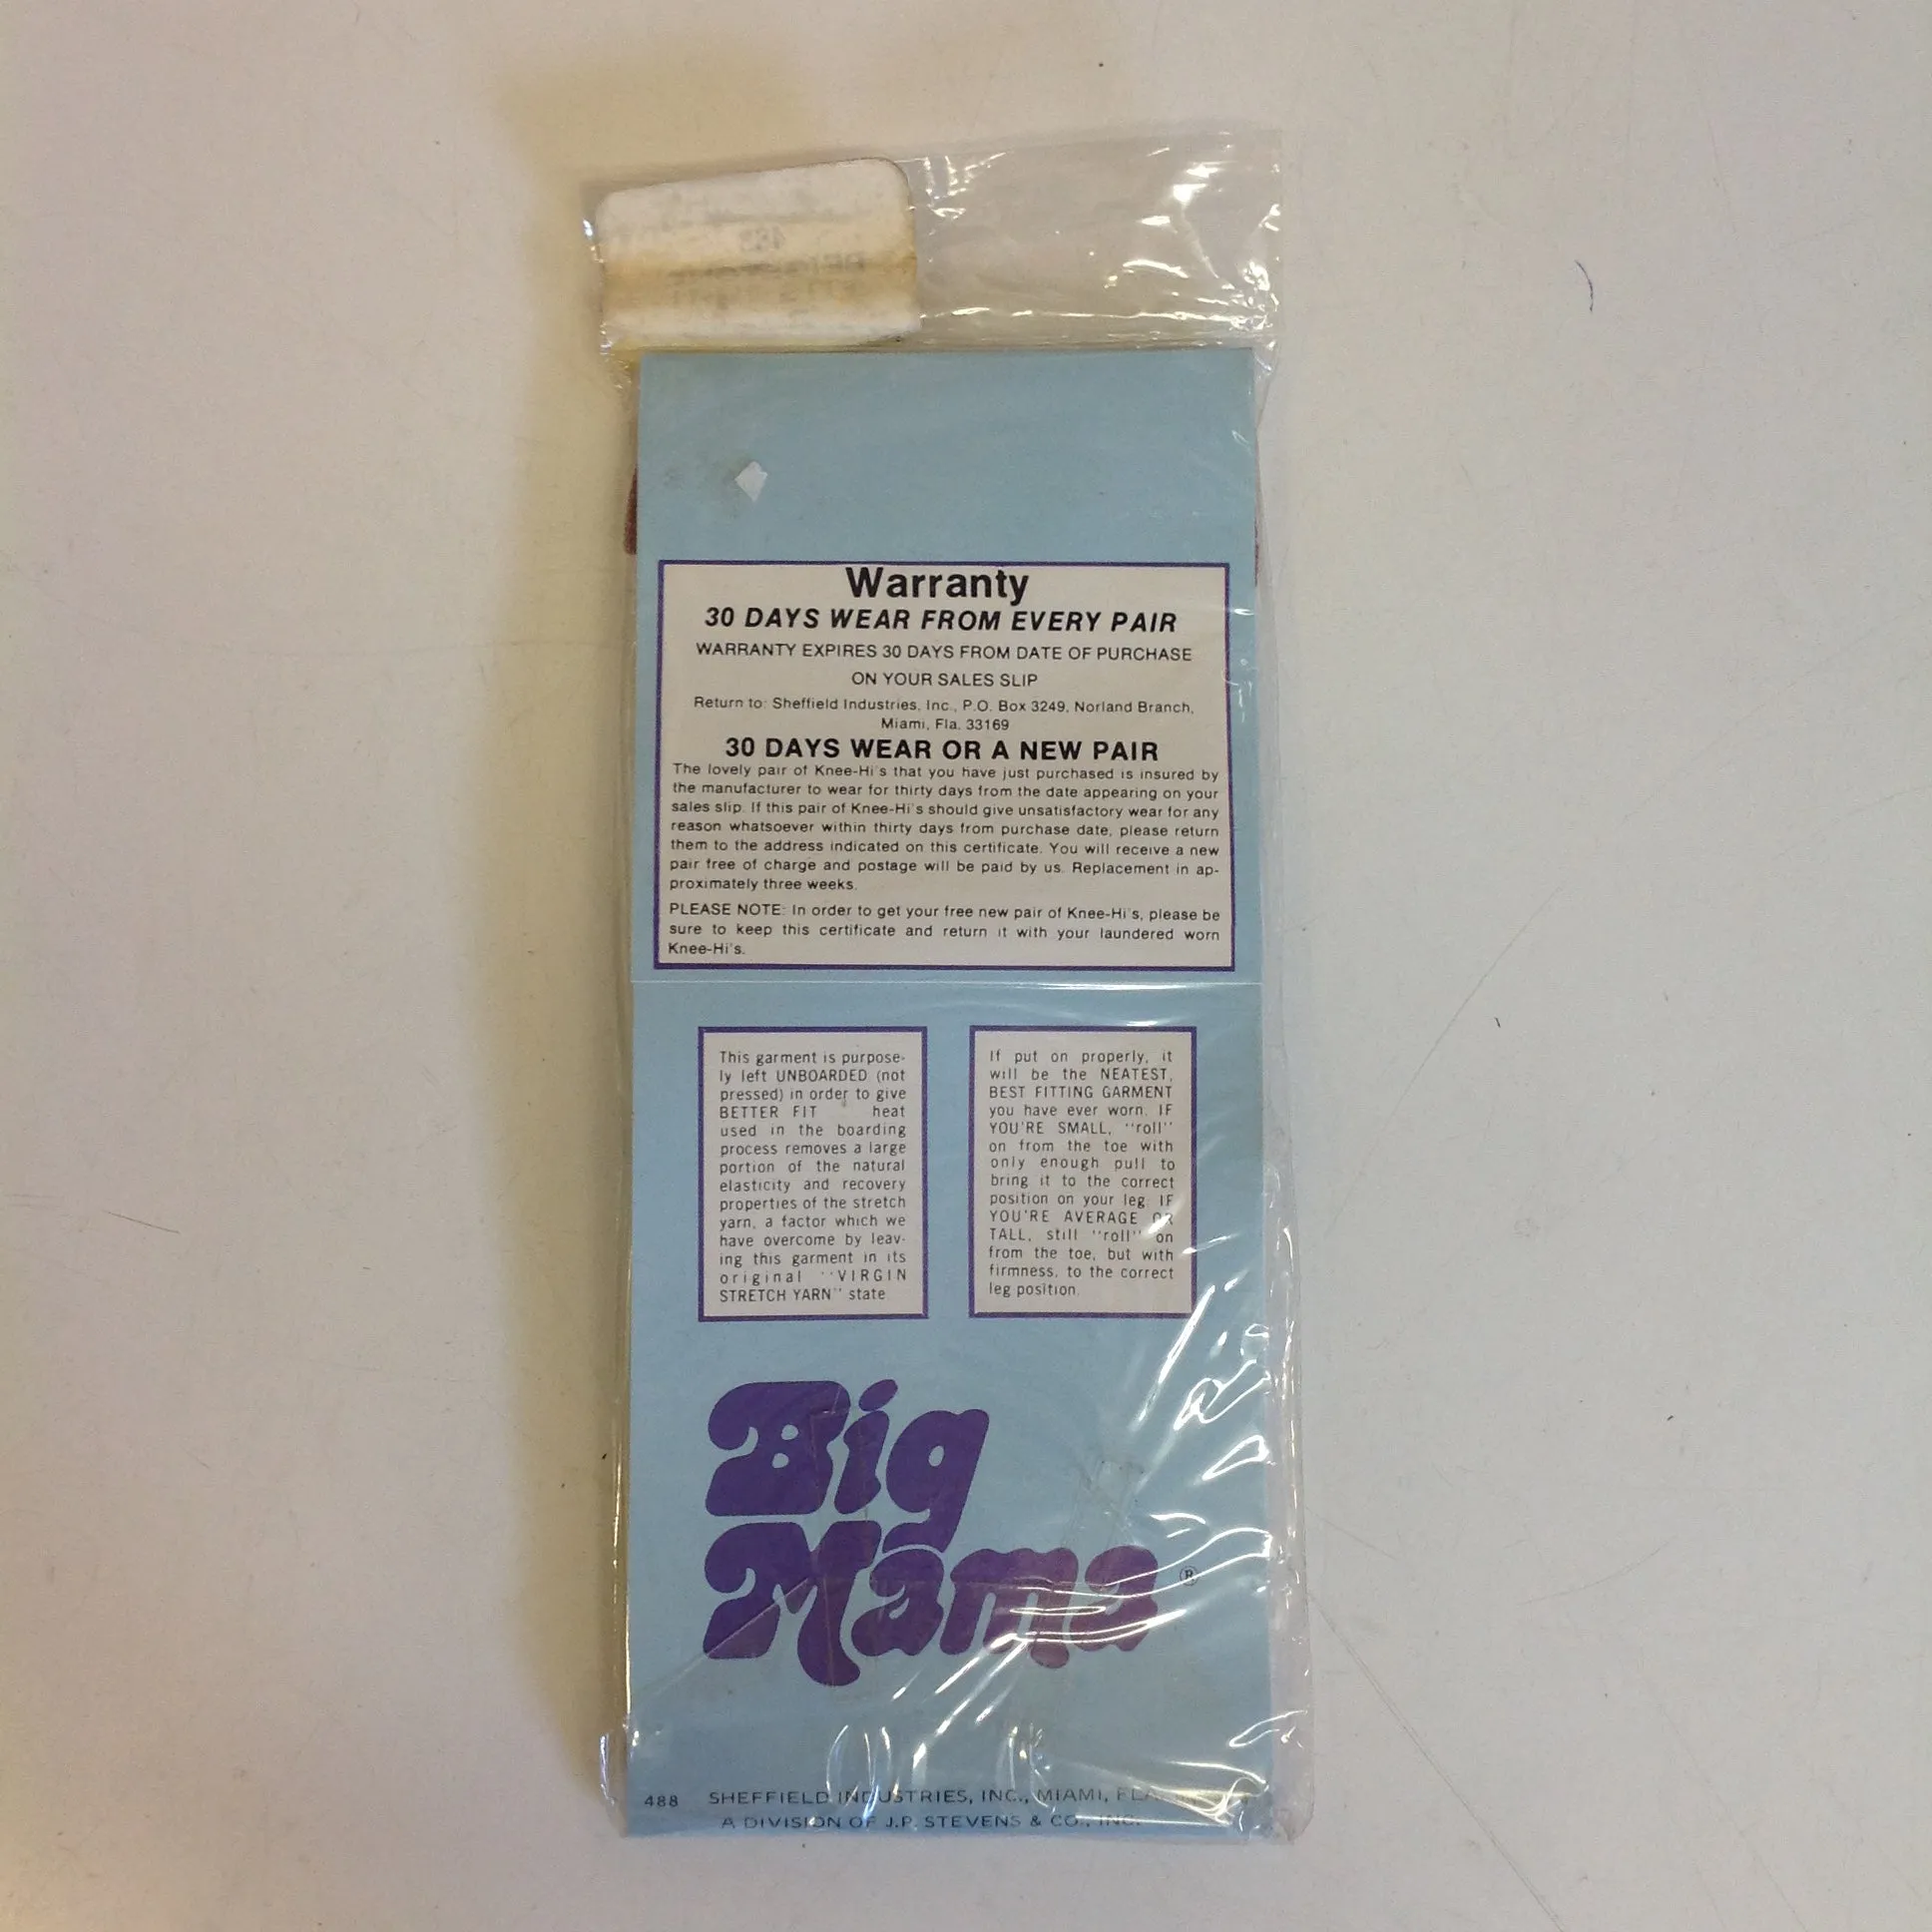 Warranty
30 DAYS WEAR FROM EVERY PAIR
WARRANTY EXPIRES 30 DAYS FROM DATE OF PURCHASE
ON YOUR SALES SLIP
Return to: Sheffield Industries, Inc., P.O. Box 3249, Norland Branch,
Miami, Fla. 33169
30 DAYS WEAR OR A NEW PAIR
The lovely pair of Knee-Hi's that you have just purchased is insured by
the manufacturer to wear for thirty days from the date appearing on your
sales slip. If this pair of Knee-Hi's should give unsatisfactory wear for any
reason whatsoever within thirty days from purchase date, please return
them to the address indicated on this certificate. You will receive a new
pair free of charge and postage will be paid by us. Replacement in ap-
proximately three weeks.
PLEASE NOTE: In order to get your free new pair of Knee-Hi's, please be
sure to keep this certificate and return it with your laundered worn
Knee-Hi's.
This garment is purpose-
ly left UNBOARDED (not
pressed) in order to give
BETTER FIT heat
used in the boarding
process removes a large
portion of the natural
elasticity and recovery
properties of the stretch
yarn, a factor which we
have overcome by leav-
ing this garment in its
original "VIRGIN
STRETCH YARN" state
If put on properly, it
will be the NEATEST,
BEST FITTING GARMENT
you have ever worn. IF
YOU'RE SMALL, "roll"
on from the toe with
only enough pull to
bring it to the correct
position on your leg. IF
YOU'RE AVERAGE OR
TALL, still "roll" on
from the toe, but with
firmness, to the correct
leg position.
Big
Mama ®
488 SHEFFIELD INDUSTRIES, INC., MIAMI, FLA.
A DIVISION OF J.P. STEVENS & CO., INC.